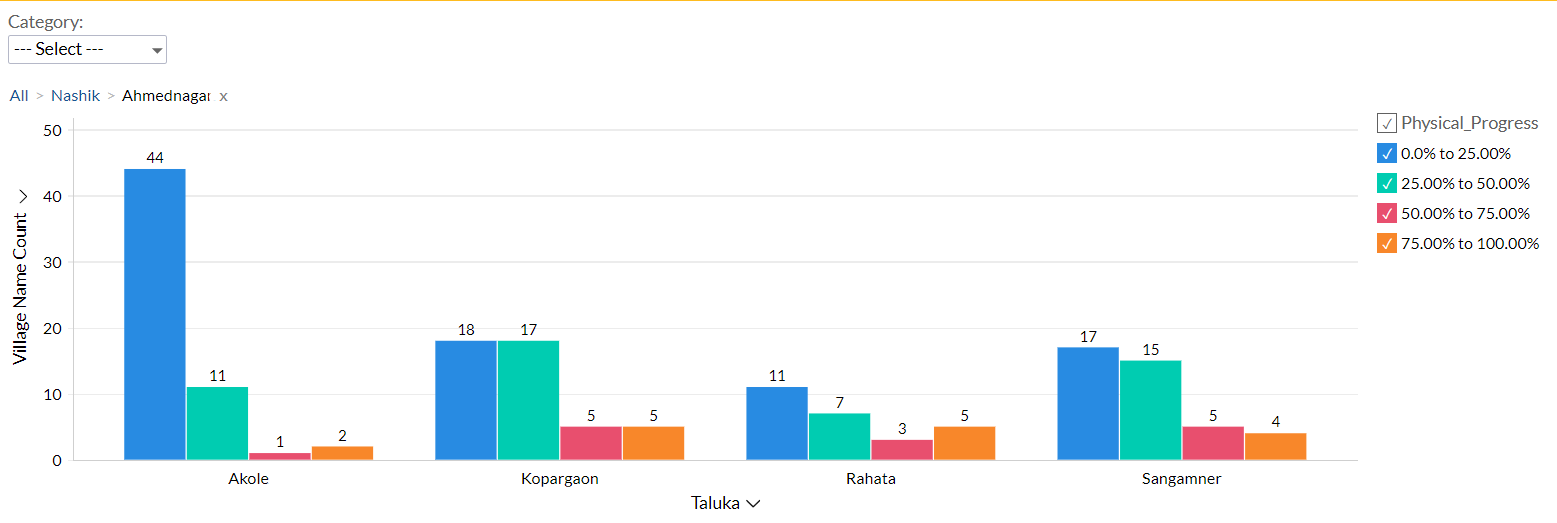 Category:
--- Select ---
All > Nashik > Ahmednagar x
Physical_Progress
0.0% to 25.00%
25.00% to 50.00%
50.00% to 75.00%
75.00% to 100.00%
Village Name Count
50
40
30
20
10
0
44
11
1
2
18
17
5
5
11
7
3
5
17
15
5
4
Akole
Kopargaon
Rahata
Sangamner
Taluka